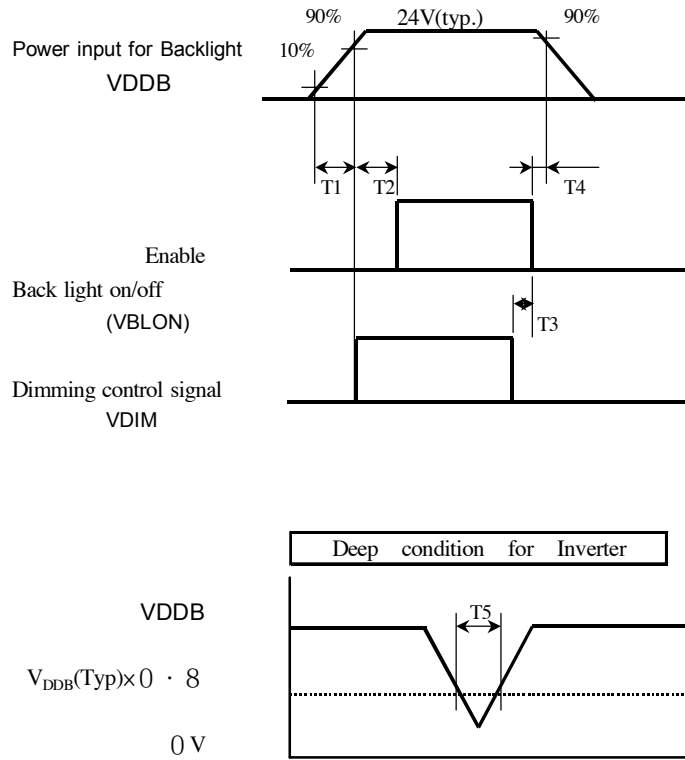 90% 24V(typ.) 90%
Power input for Backlight 10%
VDDB
T1 T2 T4
Enable
Back light on/off
(VBLON) T3
Dimming control signal
VDIM
Deep condition for Inverter
VDDB T5
VDDB(Typ)×0・8
0V